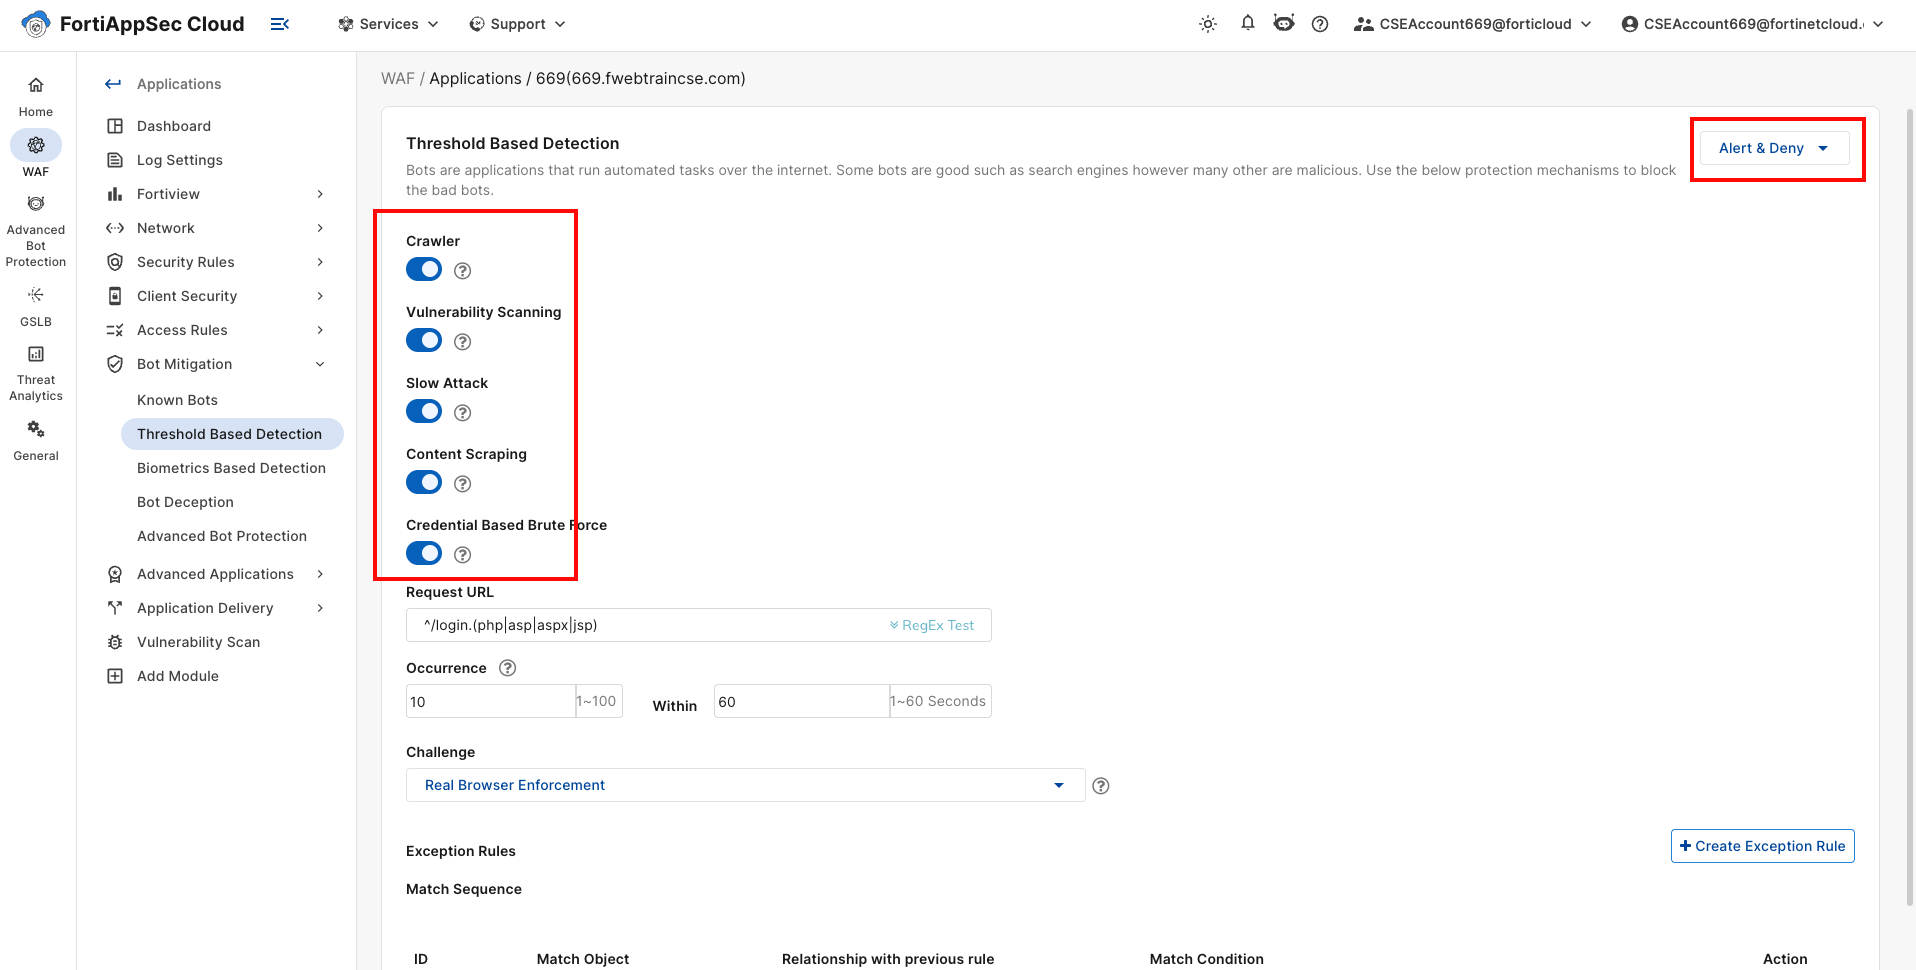 FortiAppSec Cloud
Services
Support
CSEAccount669@forticloud
CSEAccount669@fortinetcloud.
Home
WAF
Advanced
Bot
Protection
GSLB
Threat
Analytics
General
Applications
Dashboard
Log Settings
Fortiview
Network
Security Rules
Client Security
Access Rules
Bot Mitigation
Known Bots
Threshold Based Detection
Biometrics Based Detection
Bot Deception
Advanced Bot Protection
Advanced Applications
Application Delivery
Vulnerability Scan
Add Module
WAF / Applications / 669(669.fwebtraincse.com)
Threshold Based Detection
Alert & Deny
Bots are applications that run automated tasks over the internet. Some bots are good such as search engines however many other are malicious. Use the below protection mechanisms to block
the bad bots.
Crawler
Vulnerability Scanning
Slow Attack
Content Scraping
Credential Based Brute Force
Request URL
^/login.(php|asp|aspx|jsp) RegEx Test
Occurrence
10 1~100 Within 60 1~60 Seconds
Challenge
Real Browser Enforcement
Exception Rules
+ Create Exception Rule
Match Sequence
ID Match Object Relationship with previous rule Match Condition Action